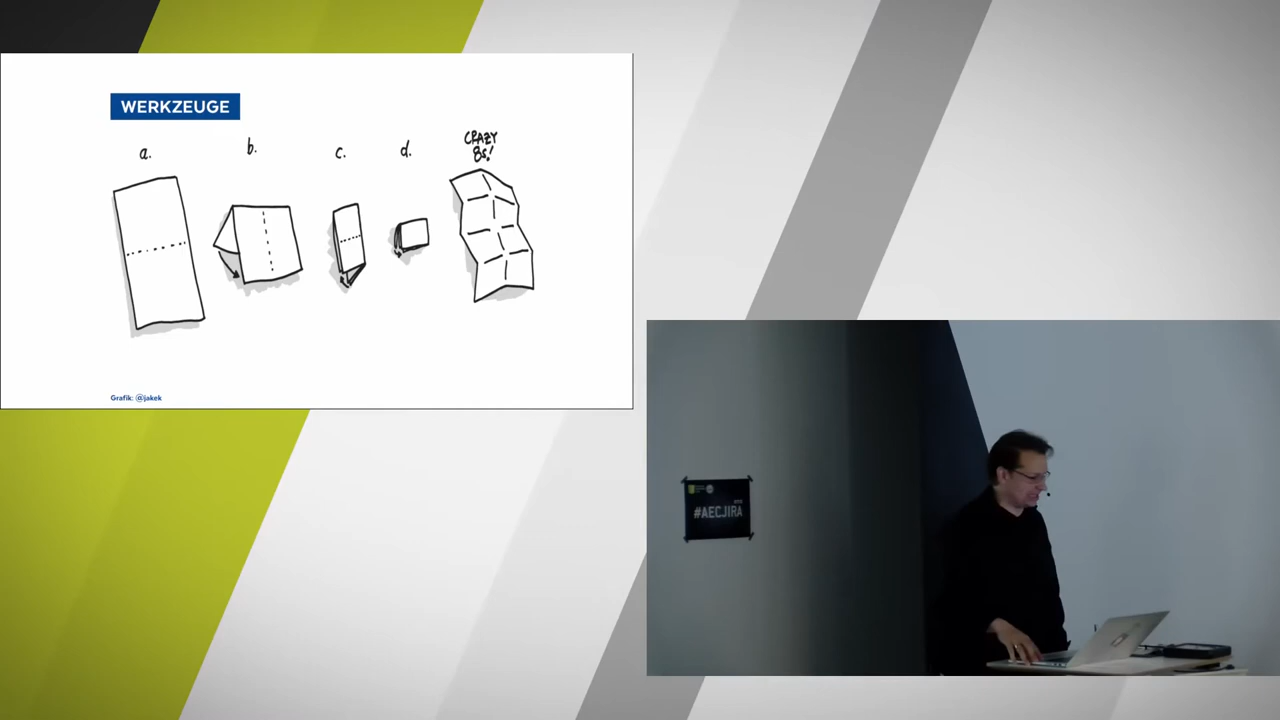 WERKZEUGE
a.
b.
c.
d.
CRAZY
8s!
Grafik: @jakek
#AECJIRA